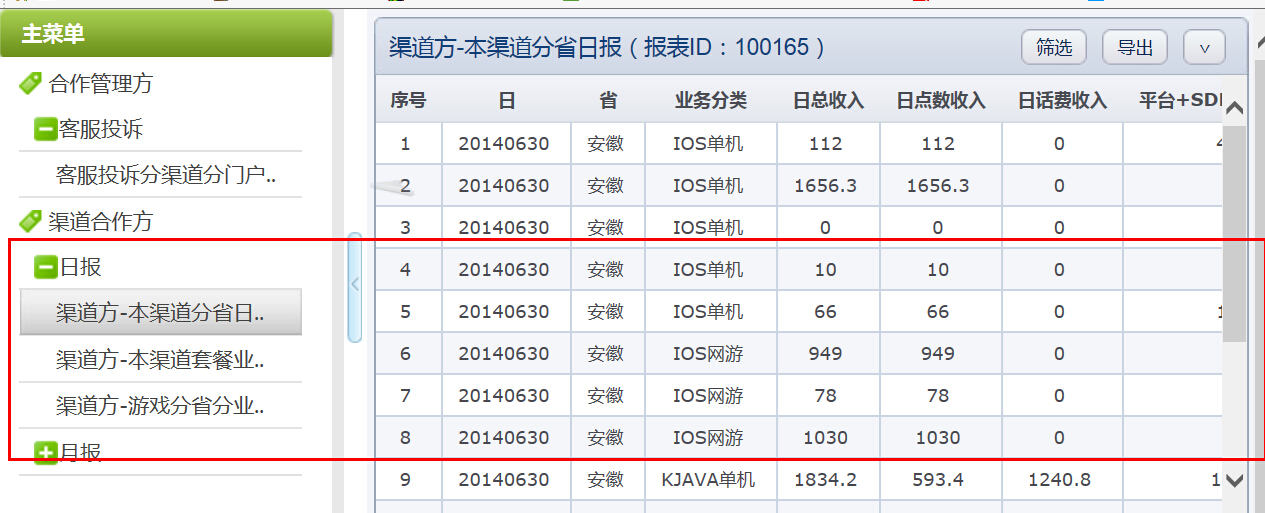 主菜单
合作管理方
客服投诉
客服投诉分渠道分门户..
渠道合作方
日报
渠道方-本渠道分省日..
渠道方-本渠道套餐业..
渠道方-游戏分省分业..
月报
渠道方-本渠道分省日报（报表ID：100165） 筛选 导出 ∨
序号 日 省 业务分类 日总收入 日点数收入 日话费收入 平台+SD
1 20140630 安徽 IOS单机 112 112 0
2 20140630 安徽 IOS单机 1656.3 1656.3 0
3 20140630 安徽 IOS单机 0 0 0
4 20140630 安徽 IOS单机 10 10 0
5 20140630 安徽 IOS单机 66 66 0
6 20140630 安徽 IOS网游 949 949 0
7 20140630 安徽 IOS网游 78 78 0
8 20140630 安徽 IOS网游 1030 1030 0
9 20140630 安徽 KJAVA单机 1834.2 593.4 1240.8 1